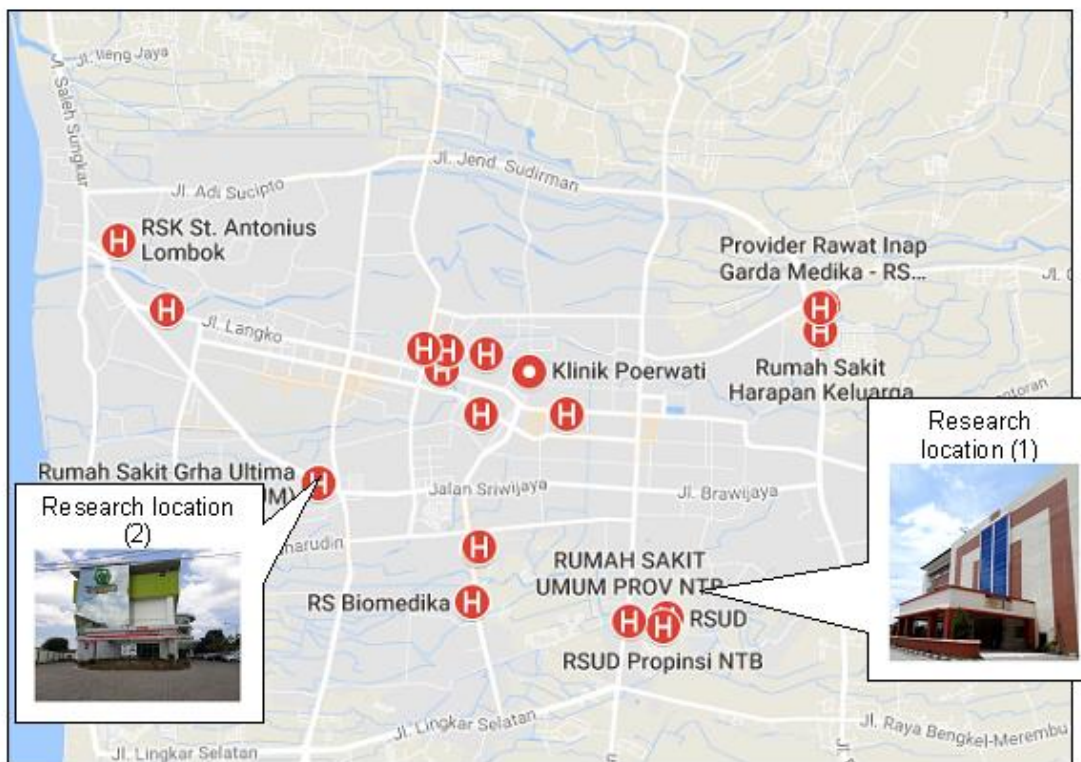 Jl. Saleh Sungkar
Jl. Adi Sucipto
Jl. Jend. Sudirman
RSK St. Antonius
Lombok
Provider Rawat Inap
Garda Medika - RS...
Jl. Langko
Klinik Poerwati
Rumah Sakit
Harapan Keluarga
Research
location (1)
Rumah Sakit Grha Ultima
Jalan Sriwijaya
Jl. Brawijaya
Research location
(2)
RUMAH SAKIT
UMUM PROV NTB
RS Biomedika
RSUD
RSUD Propinsi NTB
Jl. Lingkar Selatan
Jl. Raya Bengkel-Merembu
Jl. Lingkar Selatan